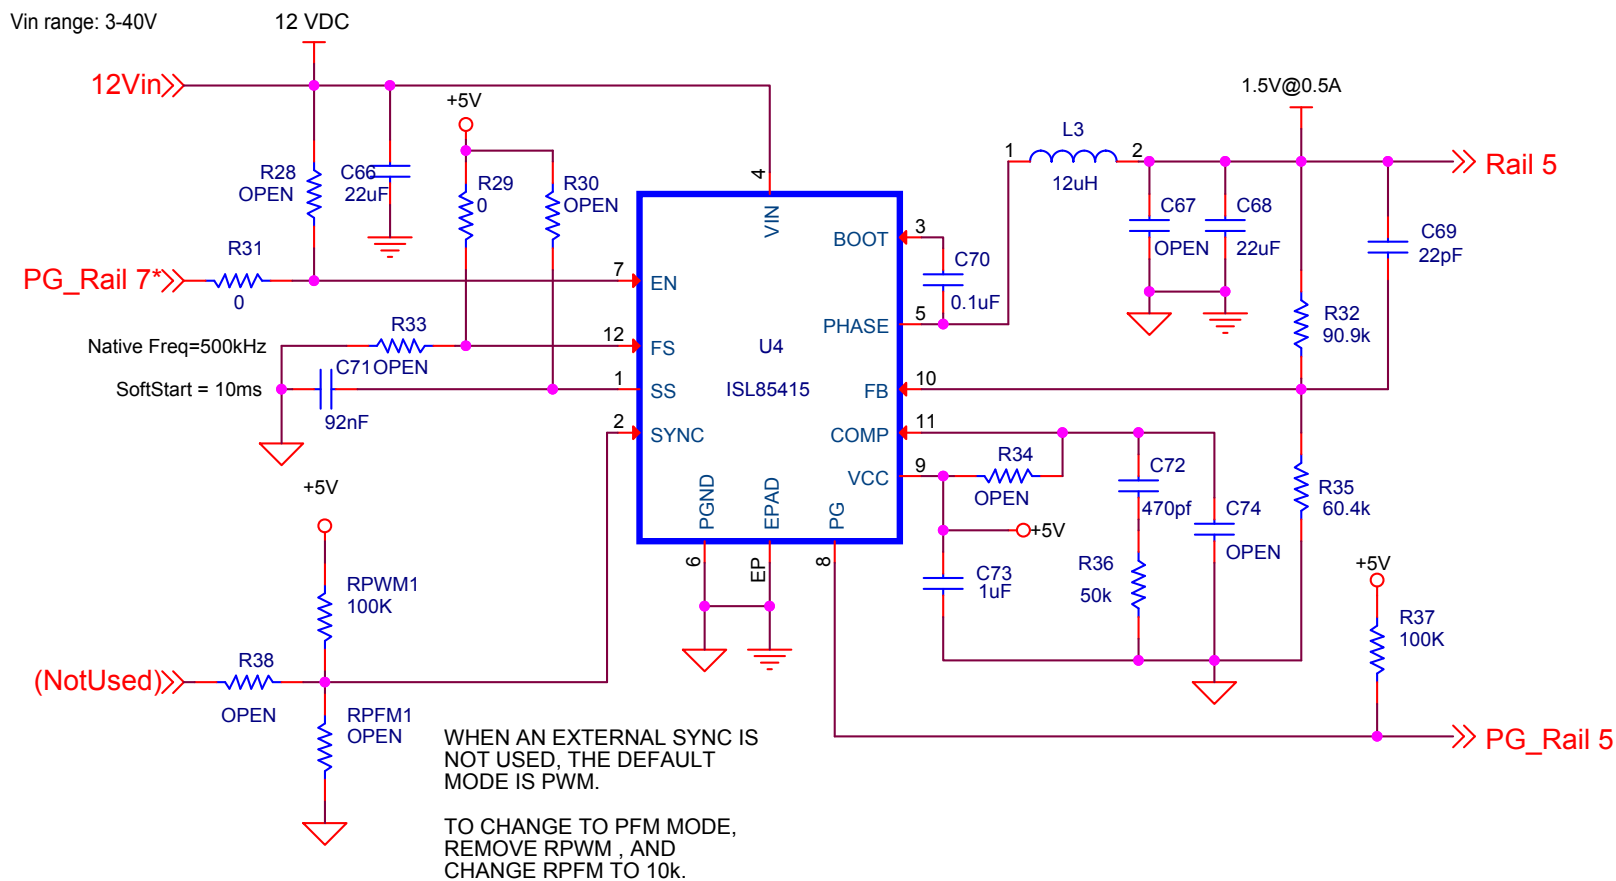 Vin range: 3-40V
12 VDC
12Vin
+5V
1.5V@0.5A
R28
OPEN
C66
22uF
R29
0
R30
OPEN
4
VIN
1
L3
2
12uH
Rail 5
C67
OPEN
C68
22uF
C69
22pF
3
BOOT
C70
0.1uF
R31
0
PG_Rail 7*
7
EN
5
PHASE
R32
90.9k
Native Freq=500kHz
R33
OPEN
12
FS
U4
ISL85415
SoftStart = 10ms
C71
92nF
1
SS
10
FB
2
SYNC
11
COMP
9
VCC
R34
OPEN
C72
470pf
C74
OPEN
R35
60.4k
+5V
PGND
EPAD
PG
6
EP
8
+5V
C73
1uF
R36
50k
+5V
R37
100K
RPWM1
100K
(NotUsed)
R38
OPEN
RPFM1
OPEN
PG_Rail 5
WHEN AN EXTERNAL SYNC IS
NOT USED, THE DEFAULT
MODE IS PWM.
TO CHANGE TO PFM MODE,
REMOVE RPWM , AND
CHANGE RPFM TO 10k.